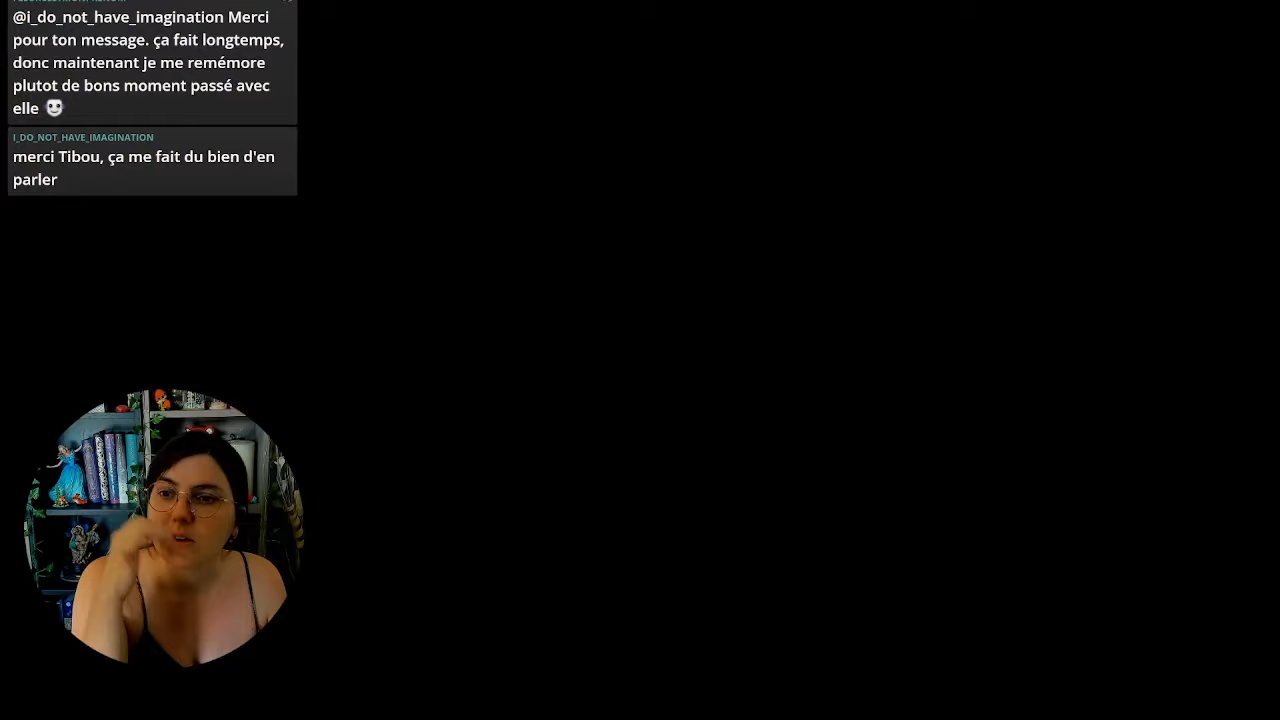 @i_do_not_have_imagination Merci
pour ton message. ça fait longtemps,
donc maintenant je me remémore
plutot de bons moment passé avec
elle
I_DO_NOT_HAVE_IMAGINATION
merci Tibou, ça me fait du bien d'en
parler